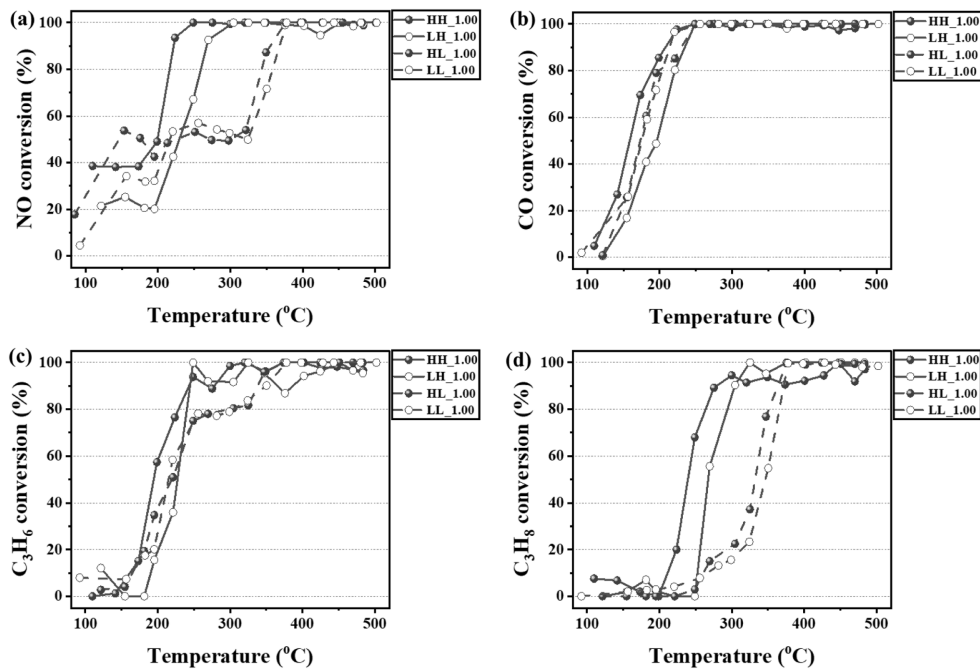 (a)
NO conversion (%)
100
80
60
40
20
0
100
200
300
400
500
Temperature (°C)
HH_1.00
LH_1.00
HL_1.00
LL_1.00
(b)
CO conversion (%)
100
80
60
40
20
0
100
200
300
400
500
Temperature (°C)
HH_1.00
LH_1.00
HL_1.00
LL_1.00
(c)
C₃H₆ conversion (%)
100
80
60
40
20
0
100
200
300
400
500
Temperature (°C)
HH_1.00
LH_1.00
HL_1.00
LL_1.00
(d)
C₃H₈ conversion (%)
100
80
60
40
20
0
100
200
300
400
500
Temperature (°C)
HH_1.00
LH_1.00
HL_1.00
LL_1.00